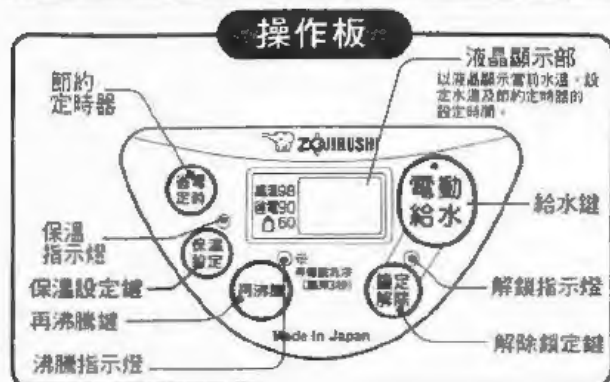 操作板
節約
定時器
液晶顯示部
以液晶顯示當前水溫、設
定水溫及節約定時器的
設定時間。
ZOJIRUSHI
省電
定時
保溫98
省電90
60
電動
給水
給水鍵
保溫
指示燈
保溫
設定
保溫設定鍵
再沸騰
再沸騰鍵
鎖定
解除
解鎖指示燈
解除鎖定鍵
Made in Japan
沸騰指示燈